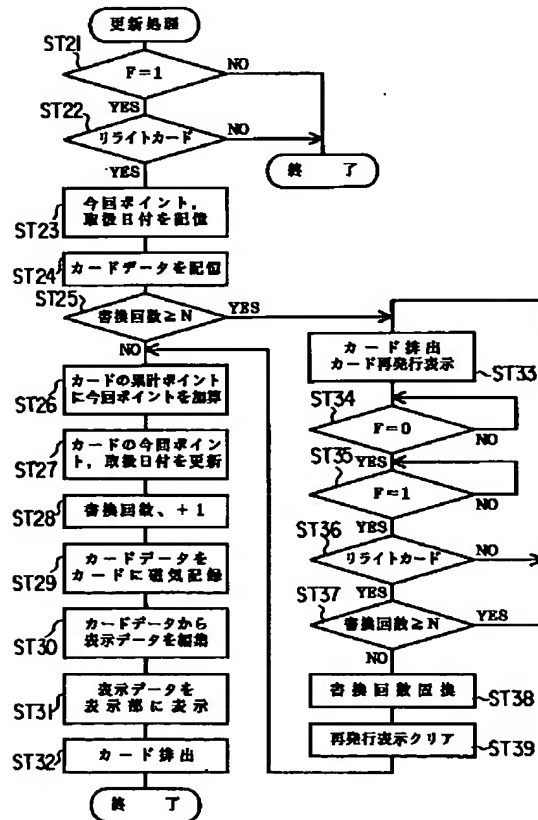 更新処理
ST21
F=1
NO
YES
ST22
リライトカード
NO
YES
終 了
今回ポイント,
取扱日付を記憶
ST23
カードデータを記憶
ST24
ST25
書換回数≧N
YES
NO
カードの累計ポイント
に今回ポイントを加算
ST26
カードの今回ポイン
ト,取扱日付を更新
ST27
書換回数、+1
ST28
カードデータを
カードに磁気記録
ST29
カードデータから
表示データを編集
ST30
表示データを
表示部に表示
ST31
カード排出
ST32
終 了
カード排出
カード再発行表示
ST33
ST34
F=0
NO
YES
ST35
F=1
NO
YES
ST36
リライトカード
NO
YES
ST37
書換回数≧N
YES
NO
書換回数置換
ST38
再発行表示クリア
ST39